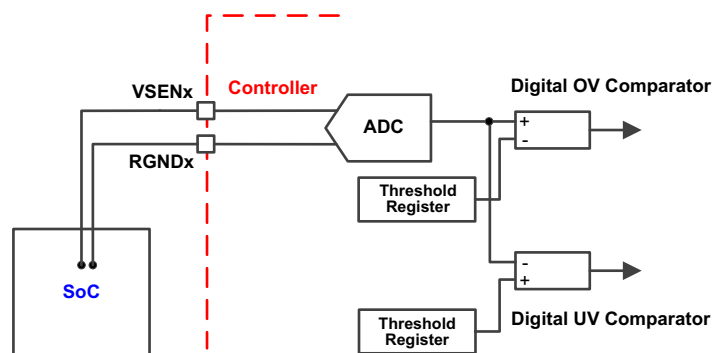 VSENx
Controller
Digital OV Comparator
ADC
+
-
RGNDx
Threshold
Register
SoC
-
+
Threshold
Register
Digital UV Comparator